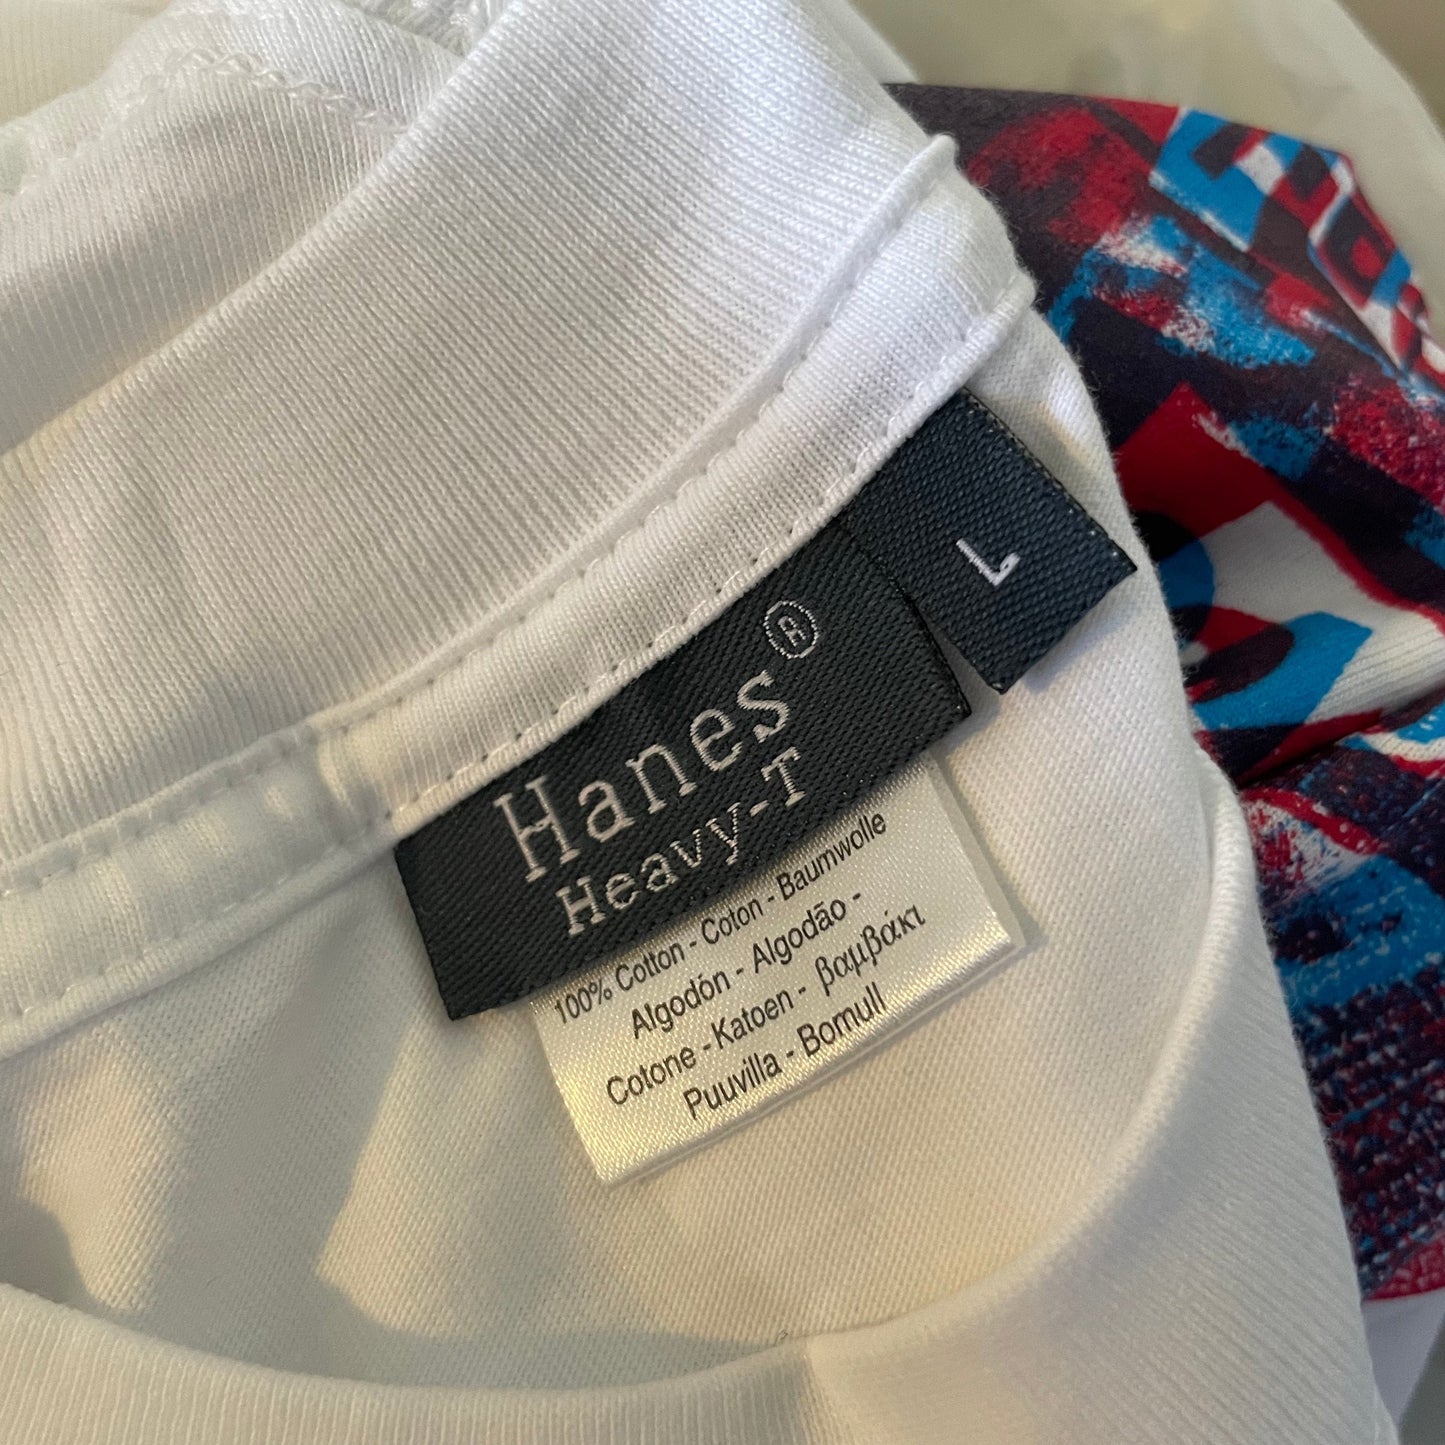 L
Hanes®
Heavy-T
100% Cotton - Coton - Baumwolle
Algodón - Algodão -
Cotone - Katoen - βαμβάκι
Puuvilla - Bomull